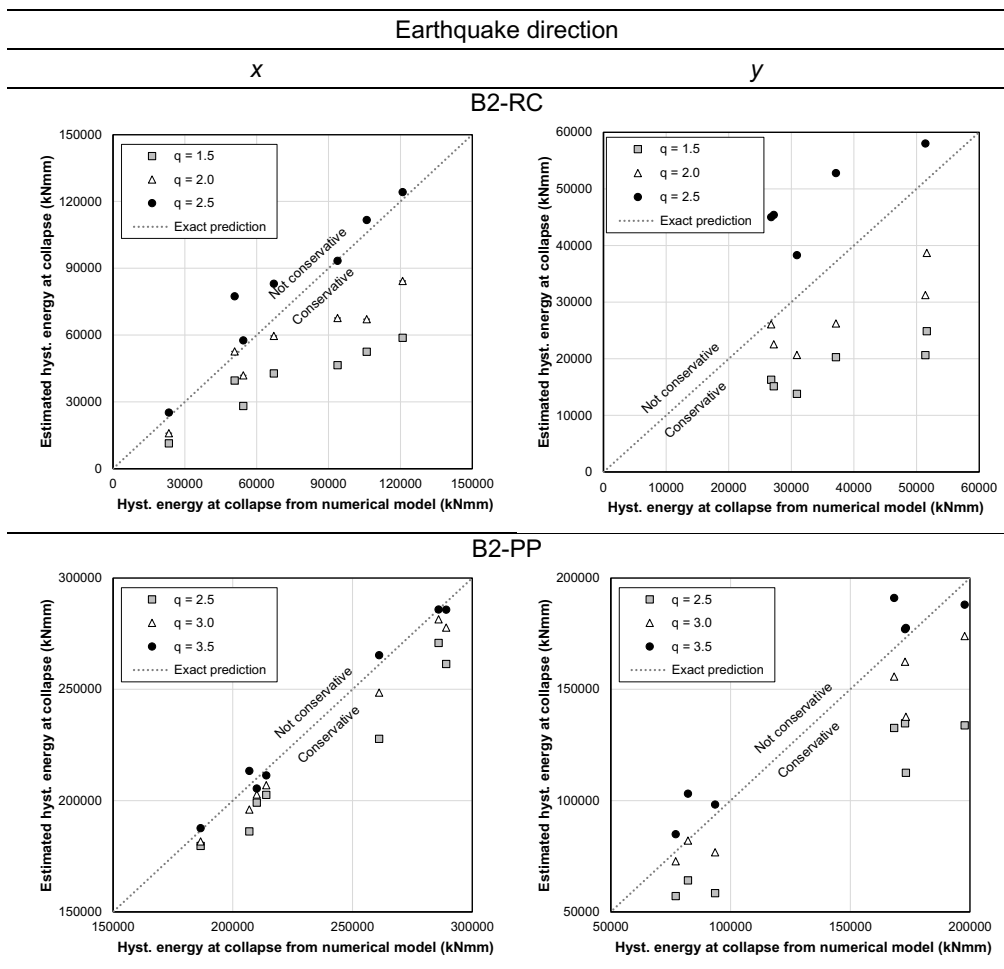 Earthquake direction
x y
B2-RC
Estimated hyst. energy at collapse (kNmm)
150000
120000
90000
60000
30000
0
q = 1.5
q = 2.0
q = 2.5
Exact prediction
Not conservative
Conservative
0 30000 60000 90000 120000 150000
Hyst. energy at collapse from numerical model (kNmm)
Estimated hyst. energy at collapse (kNmm)
60000
50000
40000
30000
20000
10000
0
q = 1.5
q = 2.0
q = 2.5
Exact prediction
Not conservative
Conservative
0 10000 20000 30000 40000 50000 60000
Hyst. energy at collapse from numerical model (kNmm)
B2-PP
Estimated hyst. energy at collapse (kNmm)
300000
250000
200000
150000
q = 2.5
q = 3.0
q = 3.5
Exact prediction
Not conservative
Conservative
150000 200000 250000 300000
Hyst. energy at collapse from numerical model (kNmm)
Estimated hyst. energy at collapse (kNmm)
200000
150000
100000
50000
q = 2.5
q = 3.0
q = 3.5
Exact prediction
Not conservative
Conservative
50000 100000 150000 200000
Hyst. energy at collapse from numerical model (kNmm)